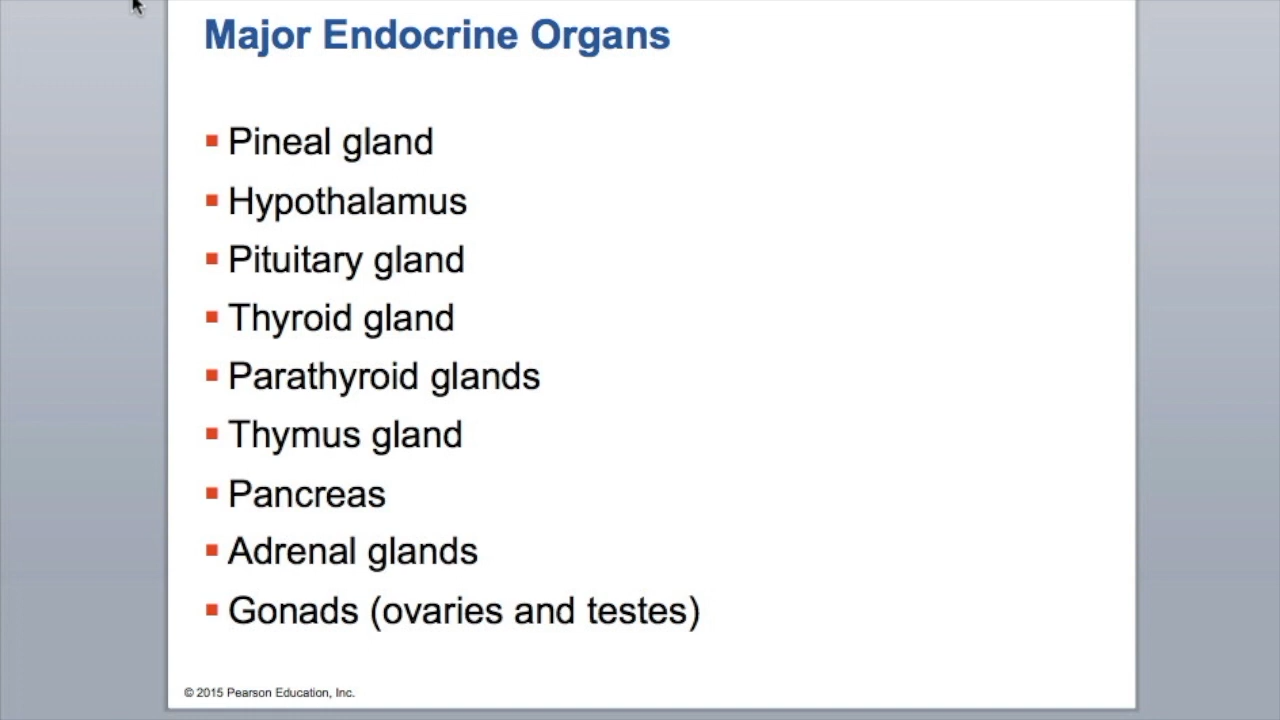 Major Endocrine Organs
▪ Pineal gland
▪ Hypothalamus
▪ Pituitary gland
▪ Thyroid gland
▪ Parathyroid glands
▪ Thymus gland
▪ Pancreas
▪ Adrenal glands
▪ Gonads (ovaries and testes)
© 2015 Pearson Education, Inc.